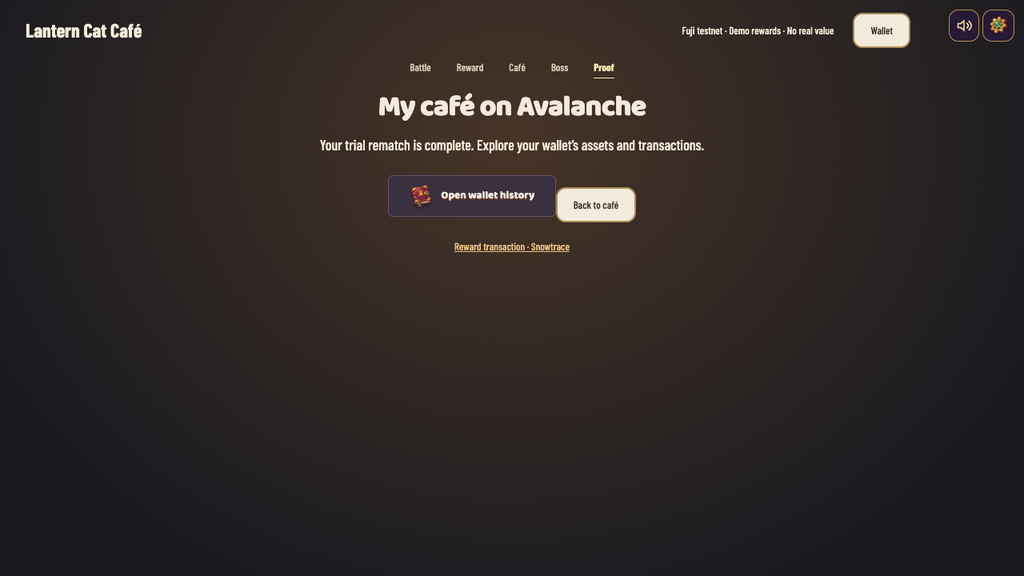 Lantern Cat Café
Fuji testnet · Demo rewards · No real value
Wallet
Battle
Reward
Café
Boss
Proof
My café on Avalanche
Your trial rematch is complete. Explore your wallet's assets and transactions.
Open wallet history
Back to café
Reward transaction · Snowtrace